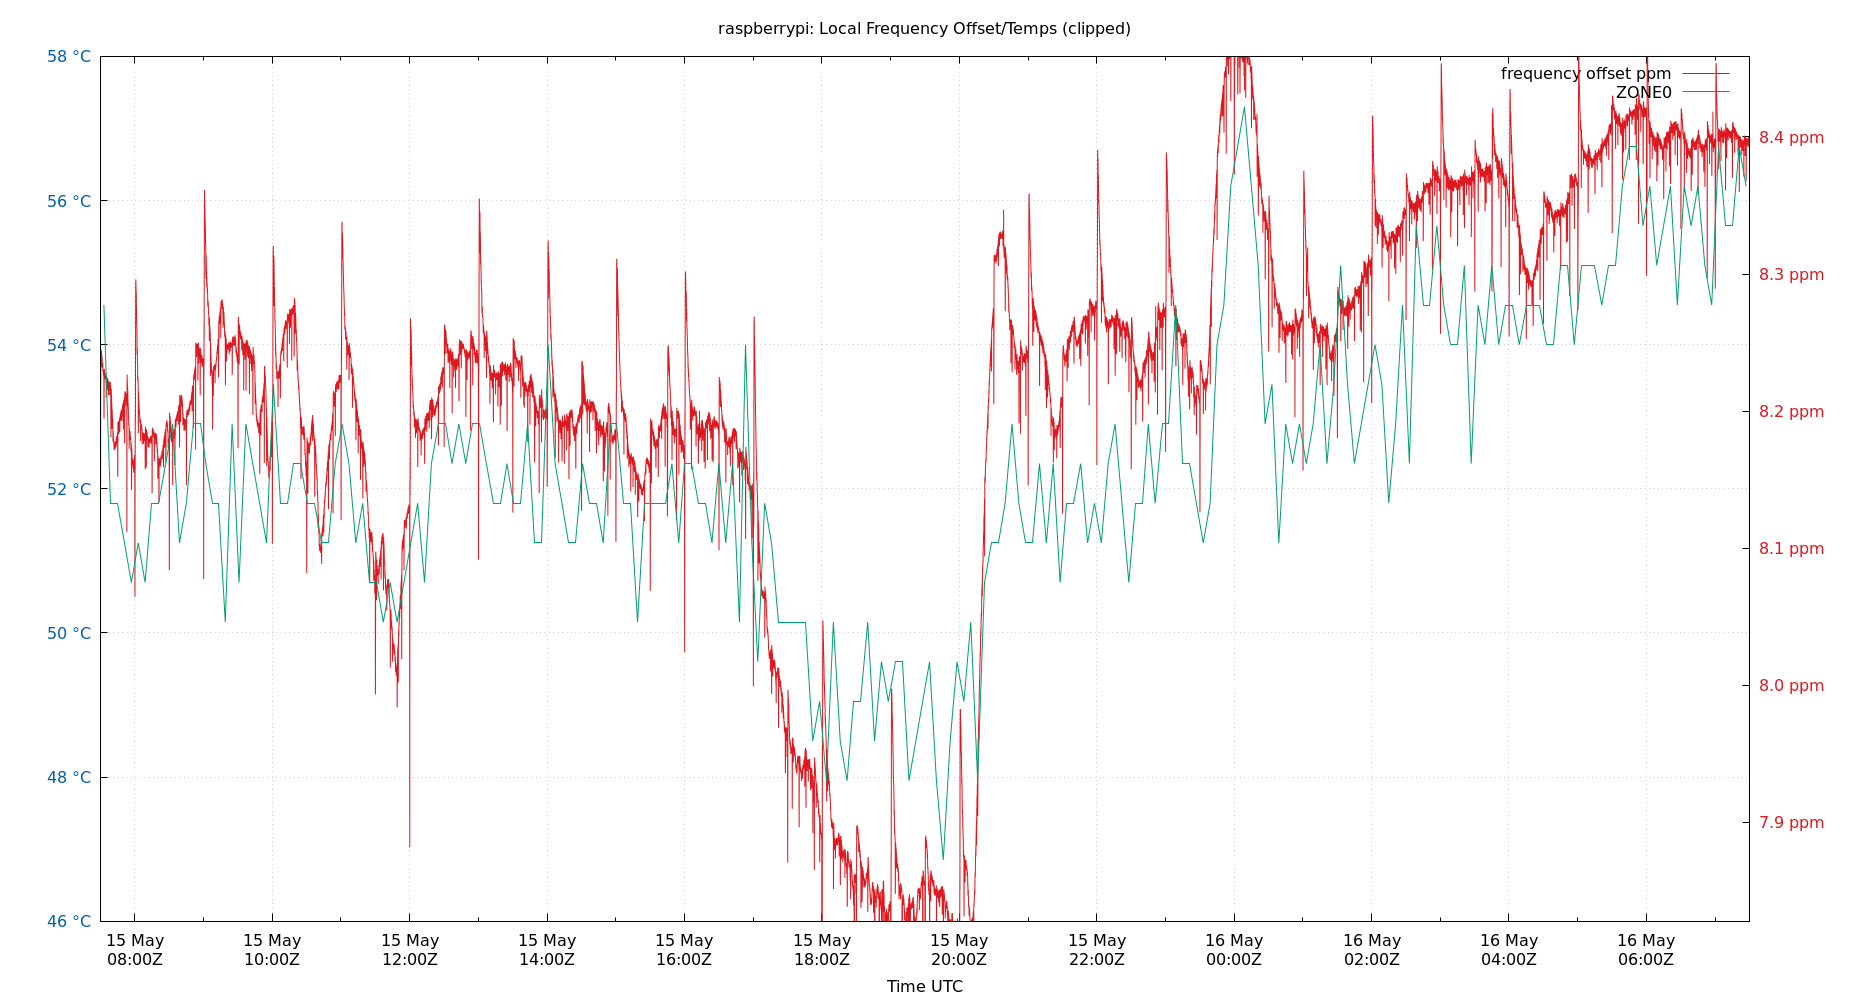 raspberrypi: Local Frequency Offset/Temps (clipped)
58 °C
56 °C
54 °C
52 °C
50 °C
48 °C
46 °C
frequency offset ppm
ZONE0
8.4 ppm
8.3 ppm
8.2 ppm
8.1 ppm
8.0 ppm
7.9 ppm
15 May 08:00Z
15 May 10:00Z
15 May 12:00Z
15 May 14:00Z
15 May 16:00Z
15 May 18:00Z
15 May 20:00Z
15 May 22:00Z
16 May 00:00Z
16 May 02:00Z
16 May 04:00Z
16 May 06:00Z
Time UTC